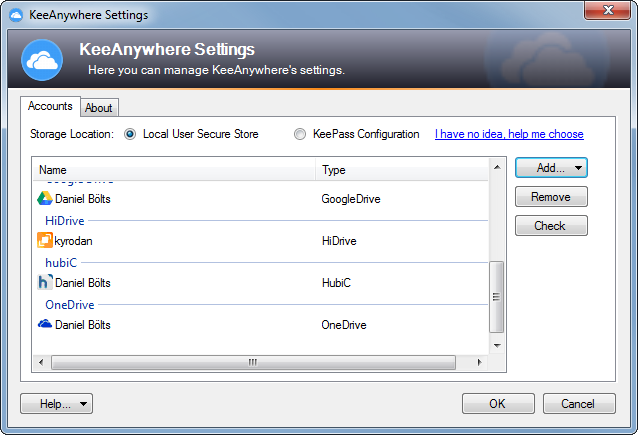 KeeAnywhere Settings
KeeAnywhere Settings
Here you can manage KeeAnywhere's settings.
Accounts About
Storage Location: Local User Secure Store KeePass Configuration I have no idea, help me choose
Name Type Add...
GoogleDrive
Daniel Bölts GoogleDrive Remove
HiDrive Check
kyrodan HiDrive
hubiC
Daniel Bölts HubiC
OneDrive
Daniel Bölts OneDrive
Help... OK Cancel